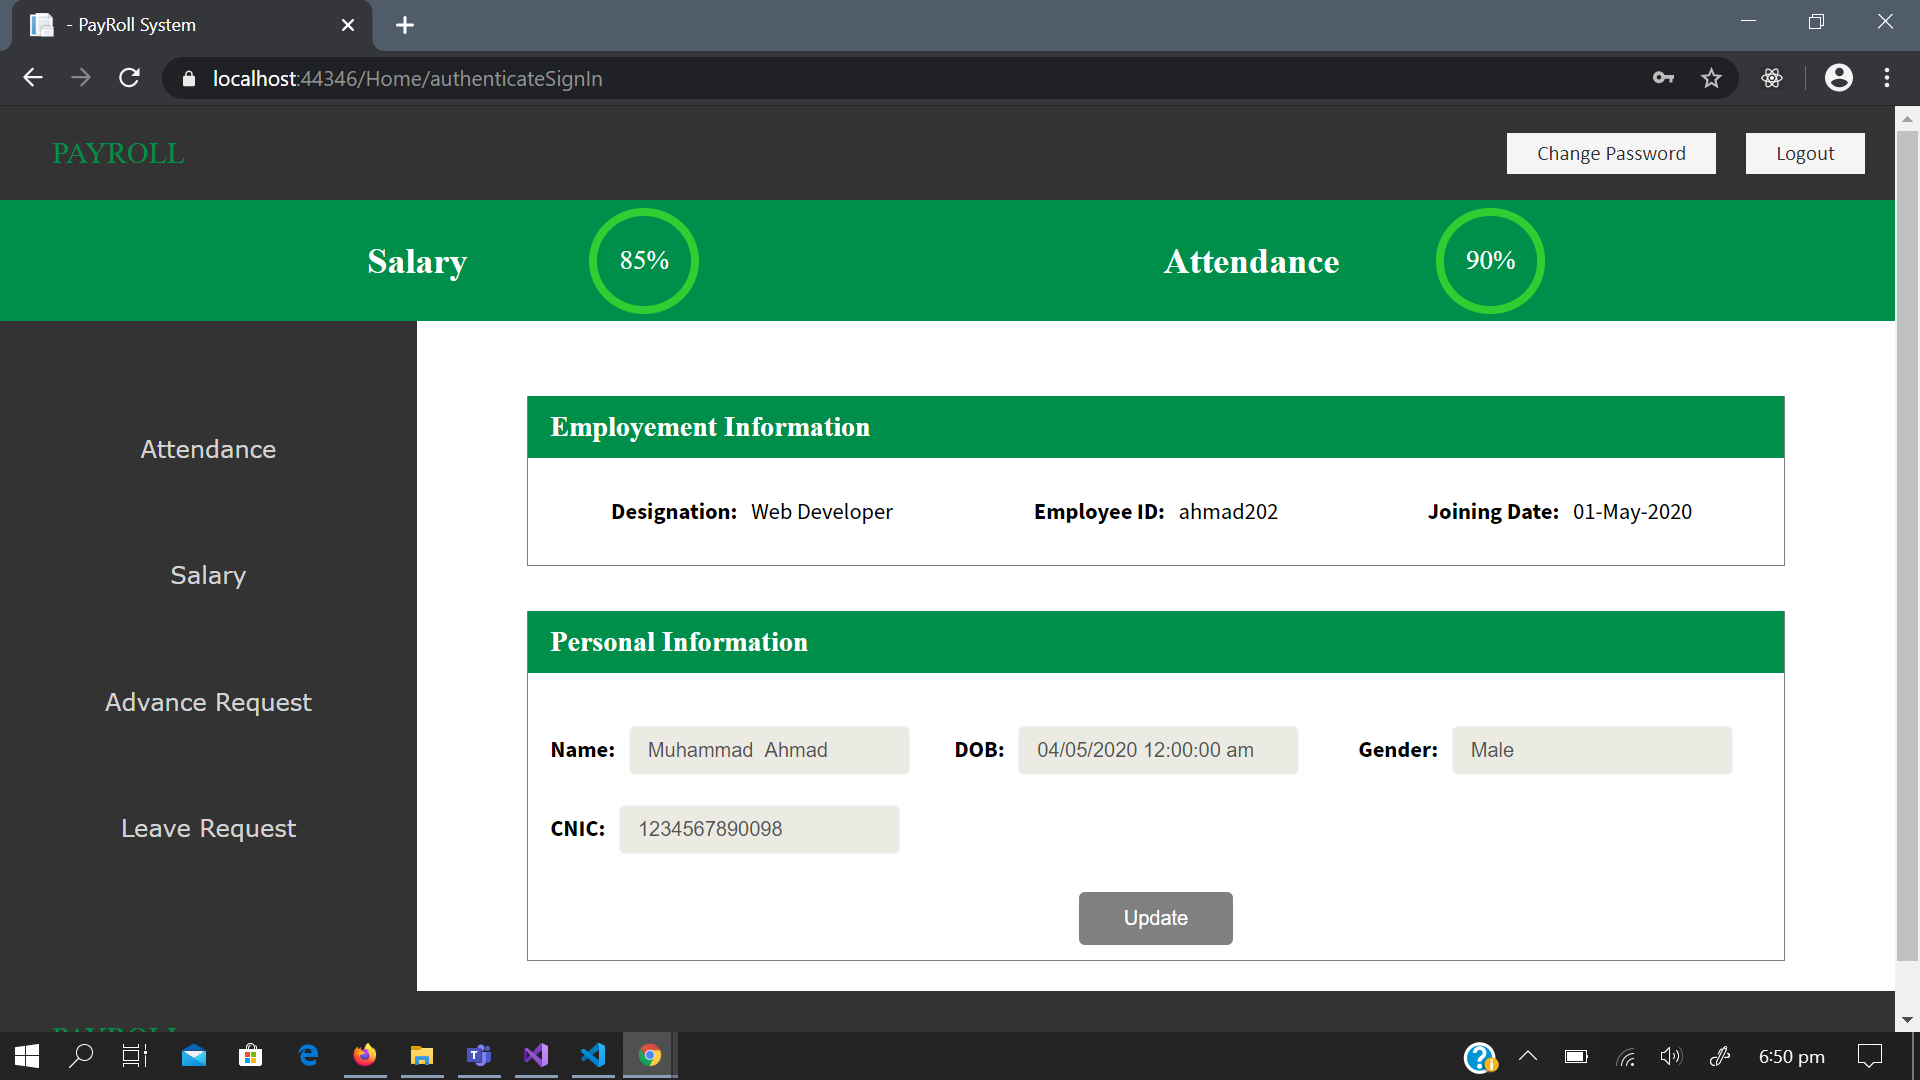 - PayRoll System
localhost:44346/Home/authenticateSignIn
PAYROLL
Change Password
Logout
Salary
85%
Attendance
90%
Attendance
Salary
Advance Request
Leave Request
Employement Information
Designation: Web Developer
Employee ID: ahmad202
Joining Date: 01-May-2020
Personal Information
Name: Muhammad  Ahmad
DOB: 04/05/2020 12:00:00 am
Gender: Male
CNIC: 1234567890098
Update
PAYROLL
6:50 pm